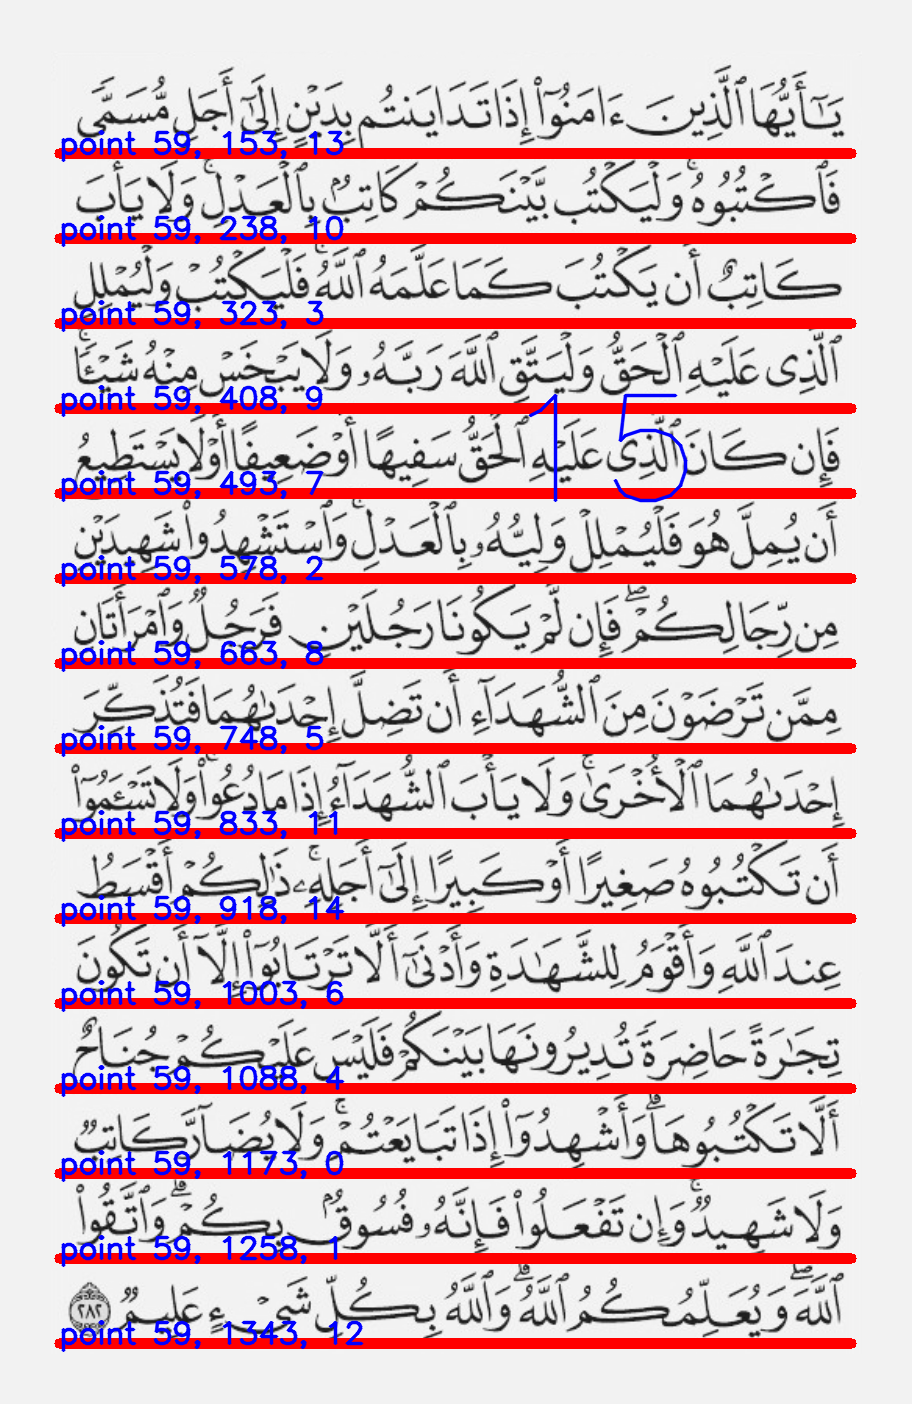 يَـٰٓأَيُّهَا ٱلَّذِينَ ءَامَنُوٓا۟ إِذَا تَدَايَنتُم بِدَيْنٍ إِلَىٰٓ أَجَلٍ مُّسَمًّى
point 59, 153, 13
فَٱكْتُبُوهُ ۚ وَلْيَكْتُب بَّيْنَكُمْ كَاتِبٌۢ بِٱلْعَدْلِ ۚ وَلَا يَأْبَ
point 59, 238, 10
كَاتِبٌ أَن يَكْتُبَ كَمَا عَلَّمَهُ ٱللَّهُ ۚ فَلْيَكْتُبْ وَلْيُمْلِلِ
point 59, 323, 3
ٱلَّذِى عَلَيْهِ ٱلْحَقُّ وَلْيَتَّقِ ٱللَّهَ رَبَّهُۥ وَلَا يَبْخَسْ مِنْهُ شَيْـًٔا ۚ
point 59, 408, 9
15
فَإِن كَانَ ٱلَّذِى عَلَيْهِ ٱلْحَقُّ سَفِيهًا أَوْ ضَعِيفًا أَوْ لَا يَسْتَطِيعُ
point 59, 493, 7
أَن يُمِلَّ هُوَ فَلْيُمْلِلْ وَلِيُّهُۥ بِٱلْعَدْلِ ۚ وَٱسْتَشْهِدُوا۟ شَهِيدَيْنِ
point 59, 578, 2
مِن رِّجَالِكُمْ ۖ فَإِن لَّمْ يَكُونَا رَجُلَيْنِ فَرَجُلٌ وَٱمْرَأَتَانِ
point 59, 663, 8
مِمَّن تَرْضَوْنَ مِنَ ٱلشُّهَدَآءِ أَن تَضِلَّ إِحْدَىٰهُمَا فَتُذَكِّرَ
point 59, 748, 5
إِحْدَىٰهُمَا ٱلْأُخْرَىٰ ۚ وَلَا يَأْبَ ٱلشُّهَدَآءُ إِذَا مَا دُعُوا۟ ۚ وَلَا تَسْـَٔمُوٓا۟
point 59, 833, 11
أَن تَكْتُبُوهُ صَغِيرًا أَوْ كَبِيرًا إِلَىٰٓ أَجَلِهِۦ ۚ ذَٰلِكُمْ أَقْسَطُ
point 59, 918, 14
عِندَ ٱللَّهِ وَأَقْوَمُ لِلشَّهَـٰدَةِ وَأَدْنَىٰٓ أَلَّا تَرْتَابُوٓا۟ ۖ إِلَّآ أَن تَكُونَ
point 59, 1003, 6
تِجَـٰرَةً حَاضِرَةً تُدِيرُونَهَا بَيْنَكُمْ فَلَيْسَ عَلَيْكُمْ جُنَاحٌ
point 59, 1088, 4
أَلَّا تَكْتُبُوهَا ۗ وَأَشْهِدُوٓا۟ إِذَا تَبَايَعْتُمْ ۚ وَلَا يُضَآرَّ كَاتِبٌ
point 59, 1173, 0
وَلَا شَهِيدٌ ۚ وَإِن تَفْعَلُوا۟ فَإِنَّهُۥ فُسُوقٌۢ بِكُمْ ۗ وَٱتَّقُوا۟
point 59, 1258, 1
ٱللَّهَ ۖ وَيُعَلِّمُكُمُ ٱللَّهُ ۗ وَٱللَّهُ بِكُلِّ شَىْءٍ عَلِيمٌ ٢٨٢
point 59, 1343, 12